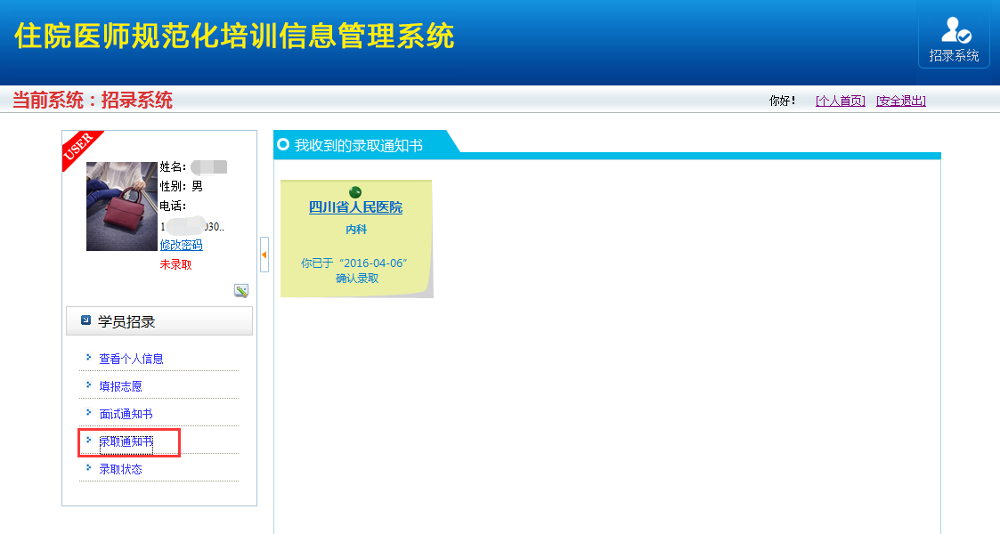 住院医师规范化培训信息管理系统
招录系统
当前系统：招录系统
你好！ [个人首页] [安全退出]
USER
姓名：
性别：男
电话：
1 030..
修改密码
未录取
学员招录
查看个人信息
填报志愿
面试通知书
录取通知书
录取状态
我收到的录取通知书
四川省人民医院
内科
你已于“2016-04-06”
确认录取